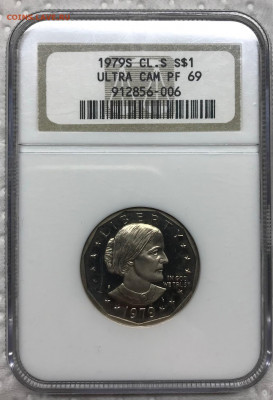 1979S CL.S S$1
ULTRA CAM PF 69
912856-006
LIBERTY
IN GOD
WE TRUST
1979